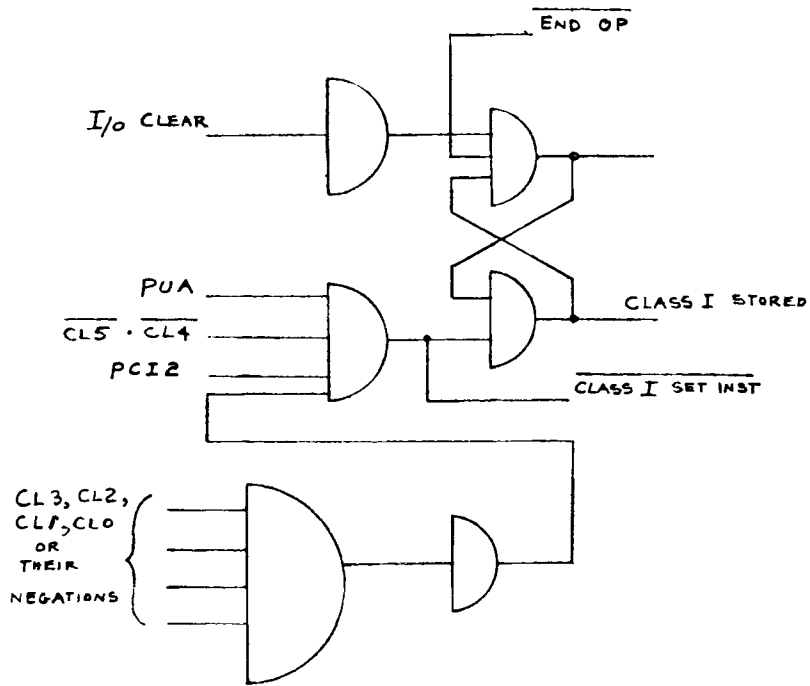 END OP
I/O CLEAR
PUA
CL5 · CL4
PCI2
CLASS I STORED
CLASS I SET INST
CL3, CL2,
CL1, CL0
OR
THEIR
NEGATIONS